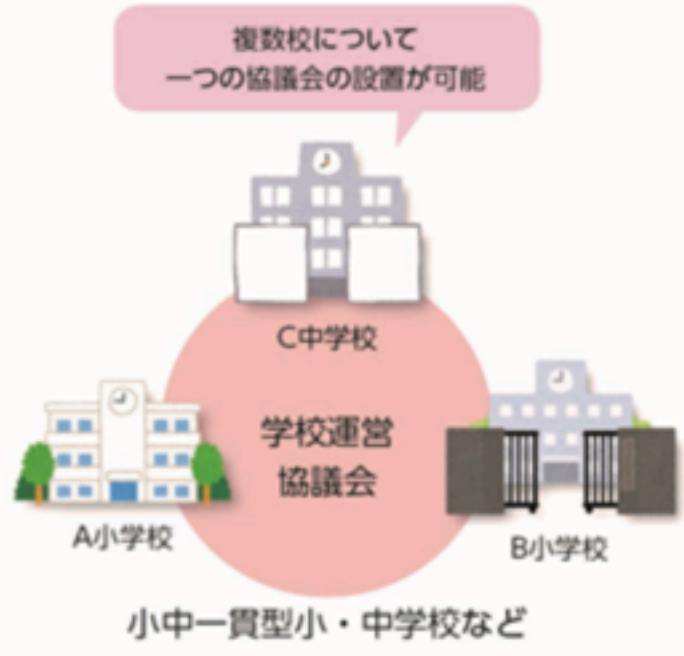 複数校について
一つの協議会の設置が可能
C中学校
学校運営
協議会
A小学校
B小学校
小中一貫型小・中学校など